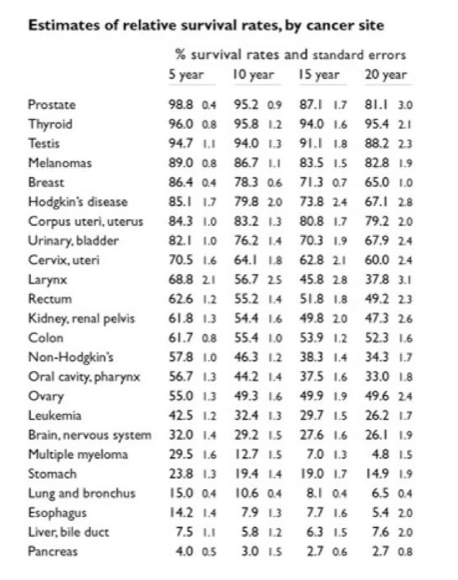 Estimates of relative survival rates, by cancer site
% survival rates and standard errors
5 year 10 year 15 year 20 year
Prostate 98.8 0.4 95.2 0.9 87.1 1.7 81.1 3.0
Thyroid 96.0 0.8 95.8 1.2 94.0 1.6 95.4 2.1
Testis 94.7 1.1 94.0 1.3 91.1 1.8 88.2 2.3
Melanomas 89.0 0.8 86.7 1.1 83.5 1.5 82.8 1.9
Breast 86.4 0.4 78.3 0.6 71.3 0.7 65.0 1.0
Hodgkin's disease 85.1 1.7 79.8 2.0 73.8 2.4 67.1 2.8
Corpus uteri, uterus 84.3 1.0 83.2 1.3 80.8 1.7 79.2 2.0
Urinary, bladder 82.1 1.0 76.2 1.4 70.3 1.9 67.9 2.4
Cervix, uteri 70.5 1.6 64.1 1.8 62.8 2.1 60.0 2.4
Larynx 68.8 2.1 56.7 2.5 45.8 2.8 37.8 3.1
Rectum 62.6 1.2 55.2 1.4 51.8 1.8 49.2 2.3
Kidney, renal pelvis 61.8 1.3 54.4 1.6 49.8 2.0 47.3 2.6
Colon 61.7 0.8 55.4 1.0 53.9 1.2 52.3 1.6
Non-Hodgkin's 57.8 1.0 46.3 1.2 38.3 1.4 34.3 1.7
Oral cavity, pharynx 56.7 1.3 44.2 1.4 37.5 1.6 33.0 1.8
Ovary 55.0 1.3 49.3 1.6 49.9 1.9 49.6 2.4
Leukemia 42.5 1.2 32.4 1.3 29.7 1.5 26.2 1.7
Brain, nervous system 32.0 1.4 29.2 1.5 27.6 1.6 26.1 1.9
Multiple myeloma 29.5 1.6 12.7 1.5 7.0 1.3 4.8 1.5
Stomach 23.8 1.3 19.4 1.4 19.0 1.7 14.9 1.9
Lung and bronchus 15.0 0.4 10.6 0.4 8.1 0.4 6.5 0.4
Esophagus 14.2 1.4 7.9 1.3 7.7 1.6 5.4 2.0
Liver, bile duct 7.5 1.1 5.8 1.2 6.3 1.5 7.6 2.0
Pancreas 4.0 0.5 3.0 1.5 2.7 0.6 2.7 0.8